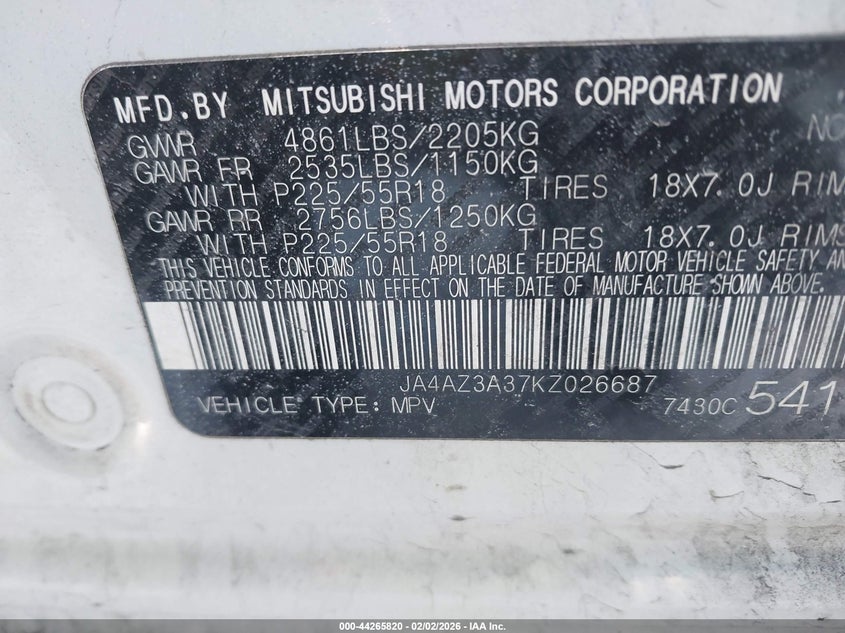 MFD.BY MITSUBISHI MOTORS CORPORATION
GWR 4861LBS/2205KG
GAWR FR 2535LBS/1150KG
WITH P225/55R18 TIRES 18X7.0J RIM
GAWR RR 2756LBS/1250KG
WITH P225/55R18 TIRES 18X7.0J RIMS
THIS VEHICLE CONFORMS TO ALL APPLICABLE FEDERAL MOTOR VEHICLE SAFETY AN
PREVENTION STANDARDS IN EFFECT ON THE DATE OF MANUFACTURE SHOWN ABOVE.
JA4AZ3A37KZ026687
VEHICLE TYPE: MPV 7430C 541
000-44265820 - 02/02/2026 - IAA Inc.